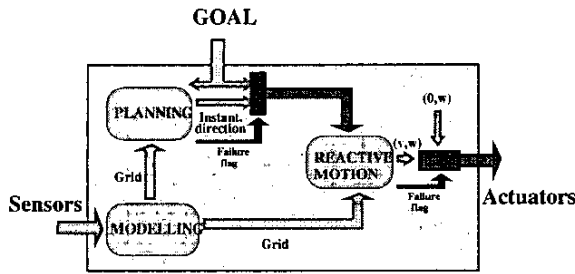 GOAL
PLANNING
Instant.
direction
Failure
flag
(0,w)
(v,w)
REACTIVE
MOTION
Grid
Failure
flag
Sensors
Actuators
MODELLING
Grid